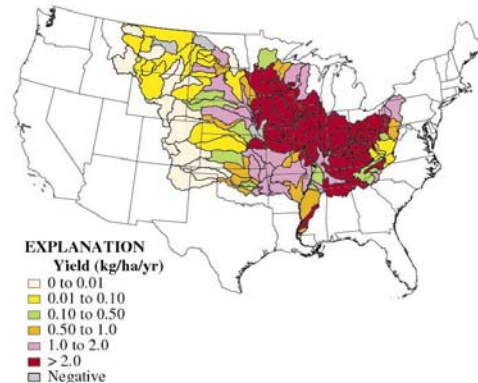 EXPLANATION
Yield (kg/ha/yr)
0 to 0.01
0.01 to 0.10
0.10 to 0.50
0.50 to 1.0
1.0 to 2.0
> 2.0
Negative